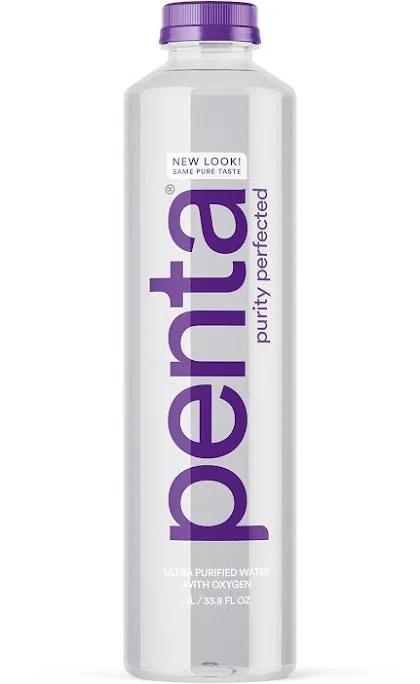 NEW LOOK!
SAME PURE TASTE
penta®
purity perfected
ULTRA PURIFIED WATER
WITH OXYGEN
1L / 33.8 FL OZ